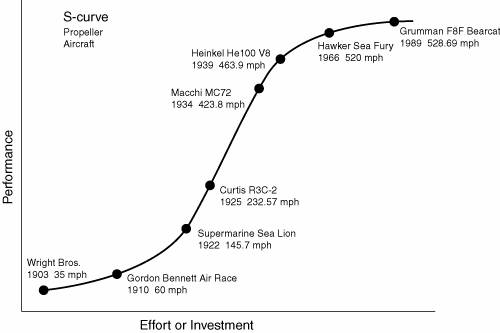 S-curve
Propeller
Aircraft
Grumman F8F Bearcat
1989 528.69 mph
Hawker Sea Fury
1966 520 mph
Heinkel He100 V8
1939 463.9 mph
Macchi MC72
1934 423.8 mph
Curtis R3C-2
1925 232.57 mph
Supermarine Sea Lion
1922 145.7 mph
Wright Bros.
1903 35 mph
Gordon Bennett Air Race
1910 60 mph
Performance
Effort or Investment